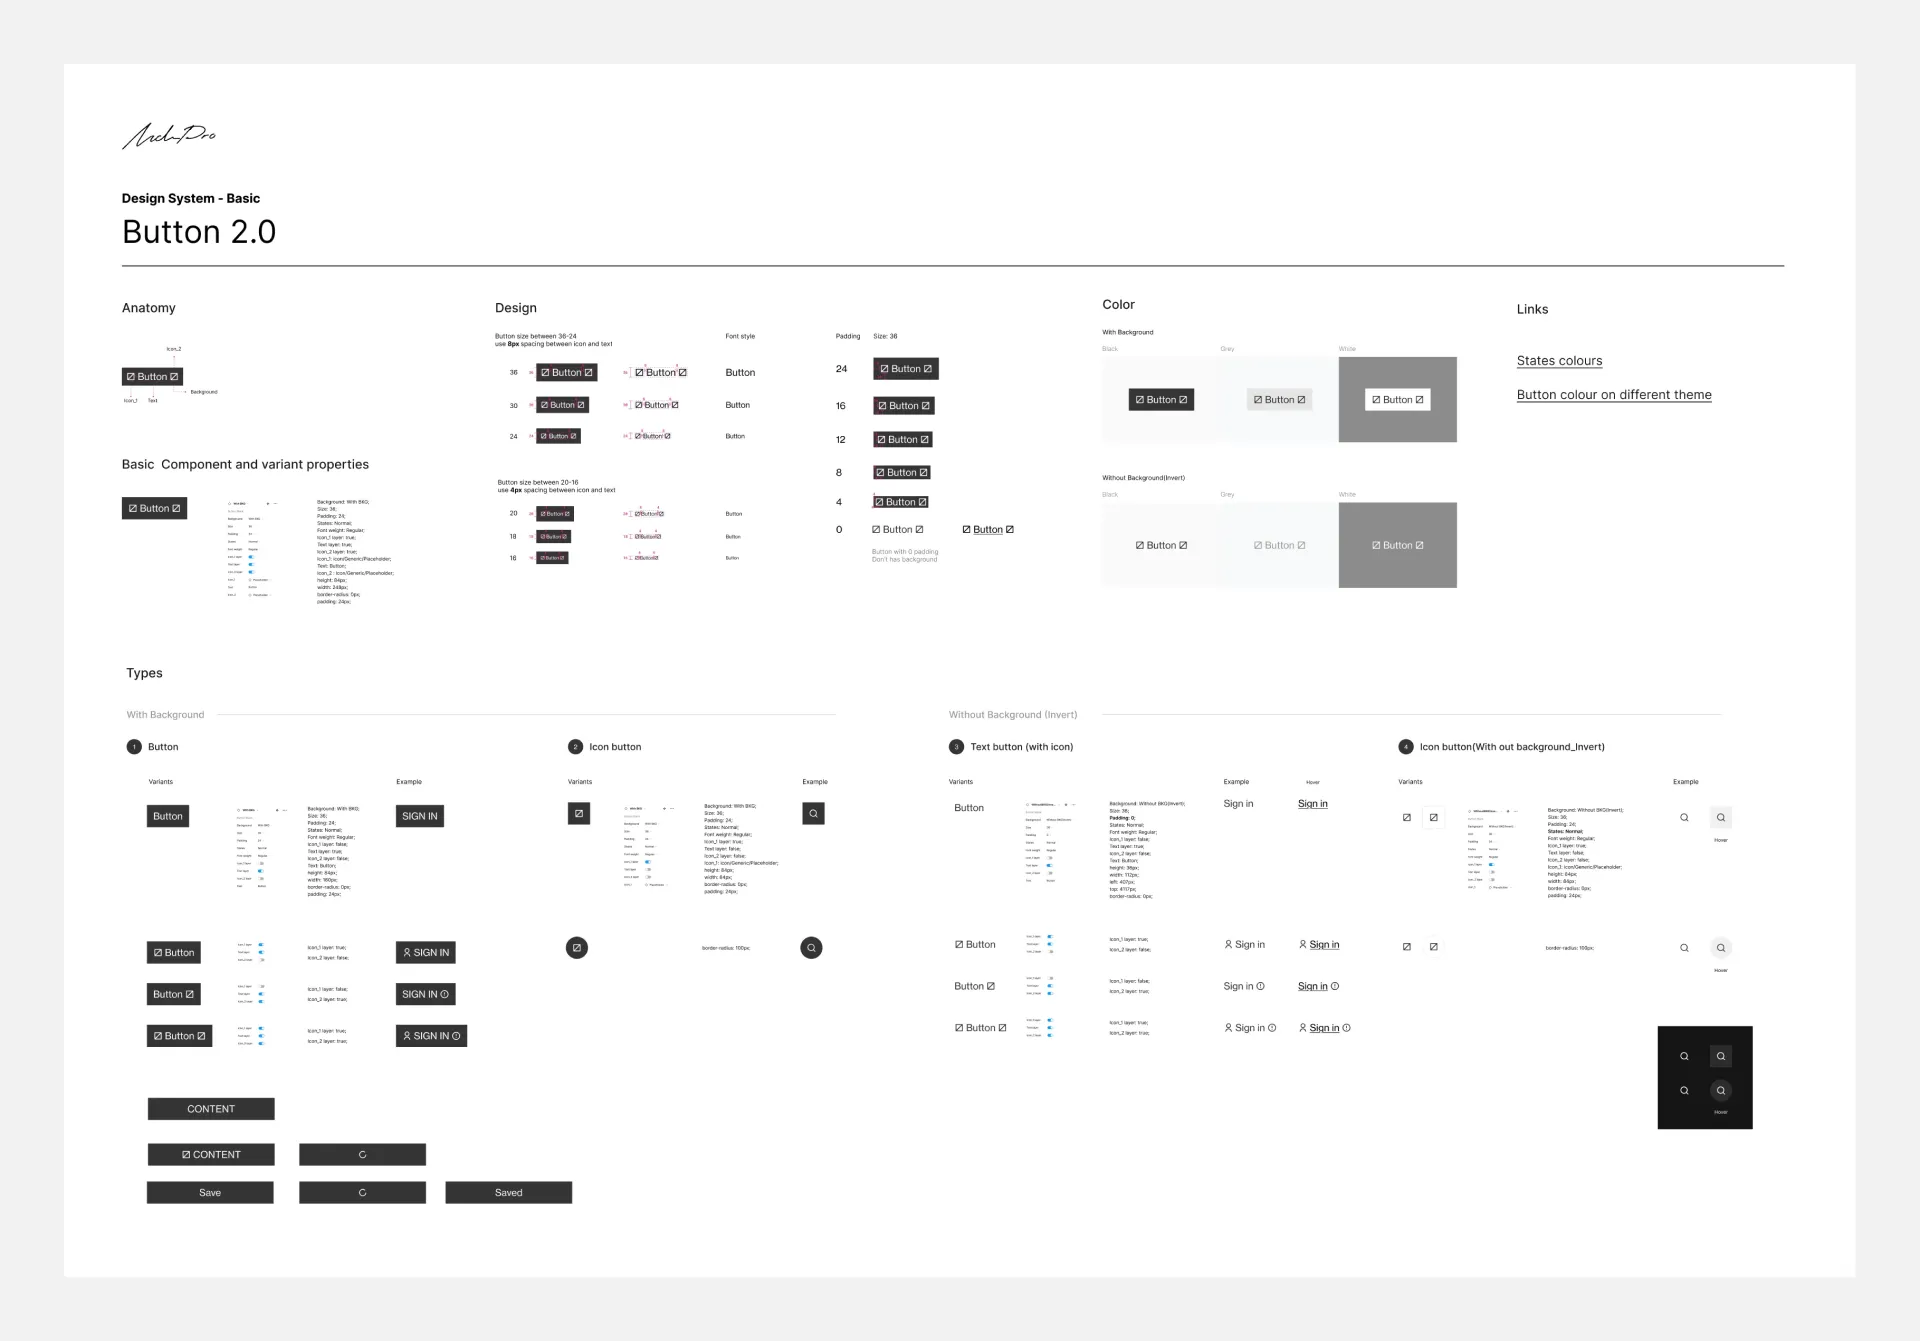 ArchiPro
Design System - Basic
Button 2.0
Anatomy
Icon_2
Button
Background
Icon_1
Text
Basic  Component and variant properties
Button
Background: With BKG;
Size: 36;
Padding: 24;
States: Normal;
Font weight: Regular;
Icon_1 layer: true;
Text layer: true;
Icon_2 layer: true;
Icon_1: Icon/Generic/Placeholder;
Text: Button;
Icon_2 : Icon/Generic/Placeholder;
height: 84px;
width: 248px;
border-radius: 0px;
padding: 24px;
Design
Button size between 36-24
use 8px spacing between icon and text
Font style
36
Button
Button
Button
30
Button
Button
Button
24
Button
Button
Button
Button size between 20-16
use 4px spacing between icon and text
20
Button
Button
Button
18
Button
Button
Button
16
Button
Button
Button
Padding
Size: 36
24
Button
16
Button
12
Button
8
Button
4
Button
0
Button
Button
Button with 0 padding
Don't has background
Color
With Background
Black
Grey
White
Button
Button
Button
Without Background(Invert)
Black
Grey
White
Button
Button
Button
Links
States colours
Button colour on different theme
Types
With Background
1
Button
Variants
Example
Button
Background: With BKG;
Size: 36;
Padding: 24;
States: Normal;
Font weight: Regular;
Icon_1 layer: false;
Text layer: true;
Icon_2 layer: false;
Text: Button;
height: 84px;
width: 180px;
border-radius: 0px;
padding: 24px;
SIGN IN
Button
Icon_1 layer: true;
Icon_2 layer: false;
SIGN IN
Button
Icon_1 layer: false;
Icon_2 layer: true;
SIGN IN
Button
Icon_1 layer: true;
Icon_2 layer: true;
SIGN IN
CONTENT
CONTENT
Save
Saved
2
Icon button
Variants
Example
Background: With BKG;
Size: 36;
Padding: 24;
States: Normal;
Font weight: Regular;
Icon_1 layer: true;
Text layer: false;
Icon_2 layer: false;
Icon_1: Icon/Generic/Placeholder;
height: 84px;
width: 84px;
border-radius: 0px;
padding: 24px;
border-radius: 100px;
Without Background (Invert)
3
Text button (with icon)
Variants
Example
Hover
Button
Background: Without BKG(Invert);
Size: 36;
Padding: 0;
States: Normal;
Font weight: Regular;
Icon_1 layer: false;
Text layer: true;
Icon_2 layer: false;
Text: Button;
height: 36px;
width: 112px;
left: 407px;
top: 4117px;
border-radius: 0px;
Sign in
Sign in
Button
Icon_1 layer: true;
Icon_2 layer: false;
Sign in
Sign in
Button
Icon_1 layer: false;
Icon_2 layer: true;
Sign in
Sign in
Button
Icon_1 layer: true;
Icon_2 layer: true;
Sign in
Sign in
4
Icon button(With out background_Invert)
Variants
Example
Background: Without BKG(Invert);
Size: 36;
Padding: 24;
States: Normal;
Font weight: Regular;
Icon_1 layer: true;
Text layer: false;
Icon_2 layer: false;
Icon_1: Icon/Generic/Placeholder;
height: 84px;
width: 84px;
border-radius: 0px;
padding: 24px;
Hover
border-radius: 100px;
Hover
Hover